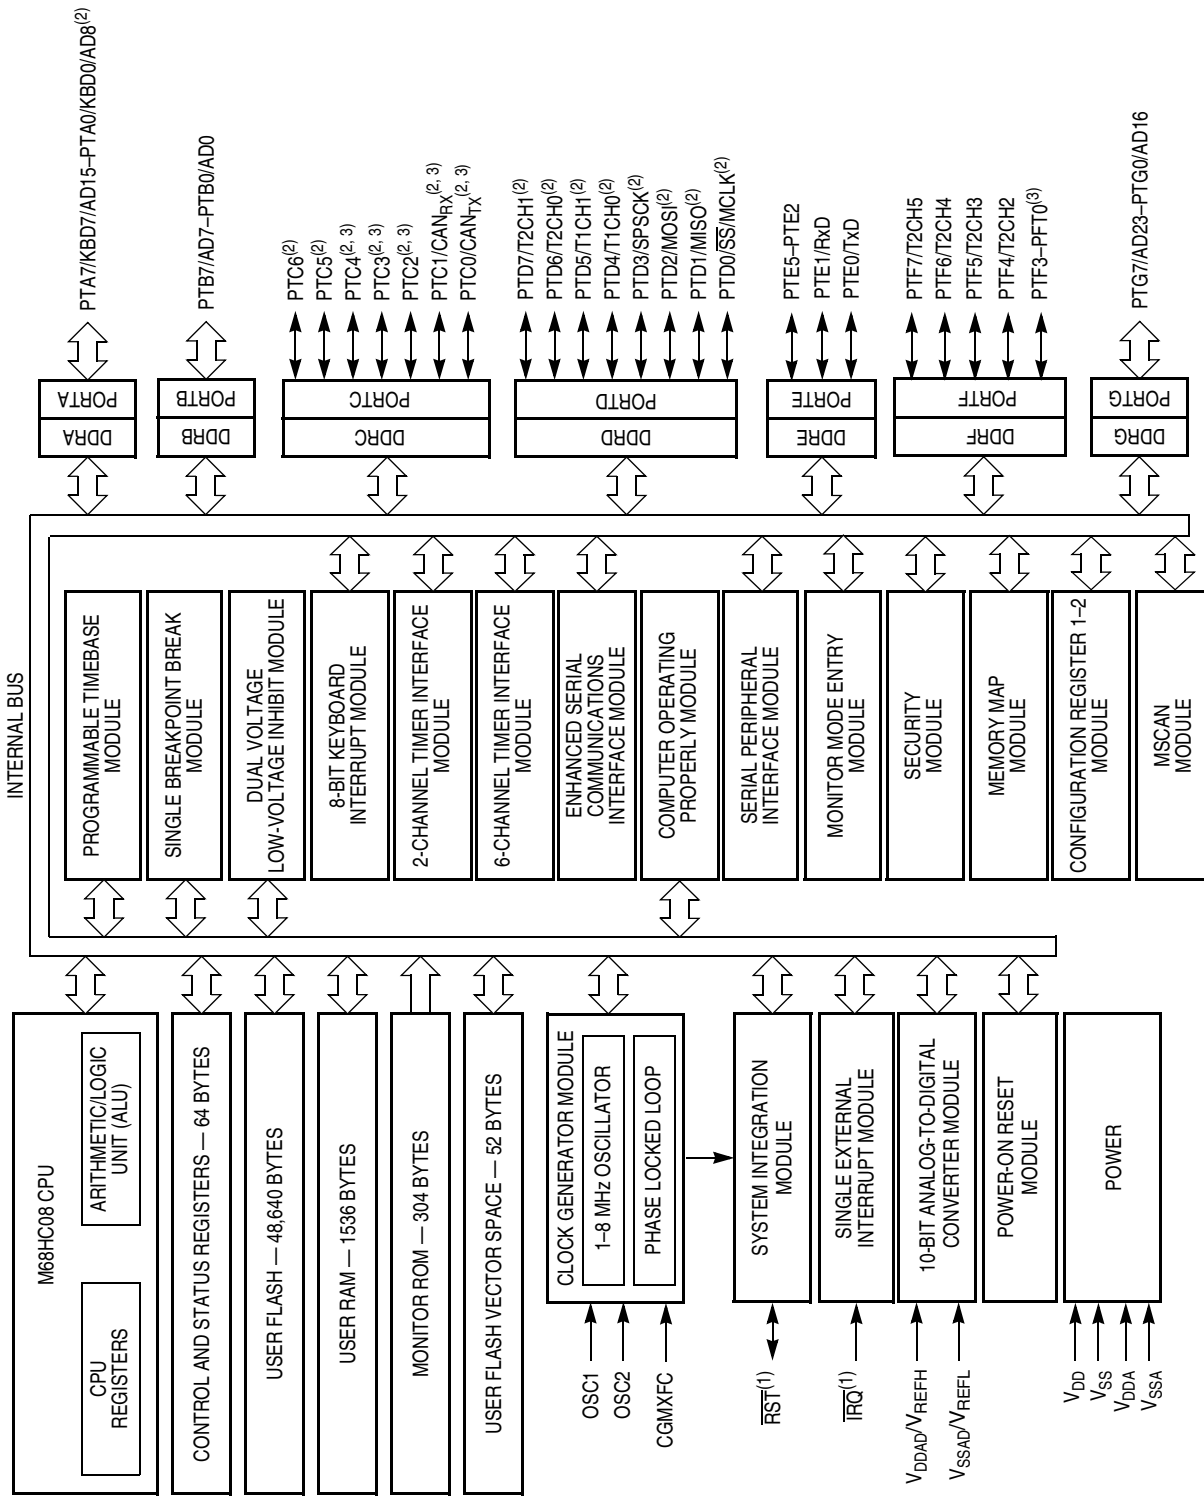 INTERNAL BUS
M68HC08 CPU
CPU
REGISTERS
ARITHMETIC/LOGIC
UNIT (ALU)
CONTROL AND STATUS REGISTERS — 64 BYTES
USER FLASH — 48,640 BYTES
USER RAM — 1536 BYTES
MONITOR ROM — 304 BYTES
USER FLASH VECTOR SPACE — 52 BYTES
CLOCK GENERATOR MODULE
1–8 MHz OSCILLATOR
PHASE LOCKED LOOP
OSC1
OSC2
CGMXFC
SYSTEM INTEGRATION
MODULE
RST(1)
SINGLE EXTERNAL
INTERRUPT MODULE
IRQ(1)
10-BIT ANALOG-TO-DIGITAL
CONVERTER MODULE
VDDAD/VREFH
VSSAD/VREFL
POWER-ON RESET
MODULE
POWER
VDD
VSS
VDDA
VSSA
PROGRAMMABLE TIMEBASE
MODULE
SINGLE BREAKPOINT BREAK
MODULE
DUAL VOLTAGE
LOW-VOLTAGE INHIBIT MODULE
8-BIT KEYBOARD
INTERRUPT MODULE
2-CHANNEL TIMER INTERFACE
MODULE
6-CHANNEL TIMER INTERFACE
MODULE
ENHANCED SERIAL
COMMUNICATIONS
INTERFACE MODULE
COMPUTER OPERATING
PROPERLY MODULE
SERIAL PERIPHERAL
INTERFACE MODULE
MONITOR MODE ENTRY
MODULE
SECURITY
MODULE
MEMORY MAP
MODULE
CONFIGURATION REGISTER 1–2
MODULE
MSCAN
MODULE
DDRA
PORTA
PTA7/KBD7/AD15–PTA0/KBD0/AD8(2)
DDRB
PORTB
PTB7/AD7–PTB0/AD0
DDRC
PORTC
PTC6(2)
PTC5(2)
PTC4(2, 3)
PTC3(2, 3)
PTC2(2, 3)
PTC1/CANRX(2, 3)
PTC0/CANTX(2, 3)
DDRD
PORTD
PTD7/T2CH1(2)
PTD6/T2CH0(2)
PTD5/T1CH1(2)
PTD4/T1CH0(2)
PTD3/SPSCK(2)
PTD2/MOSI(2)
PTD1/MISO(2)
PTD0/SS/MCLK(2)
DDRE
PORTE
PTE5–PTE2
PTE1/RxD
PTE0/TxD
DDRF
PORTF
PTF7/T2CH5
PTF6/T2CH4
PTF5/T2CH3
PTF4/T2CH2
PTF3–PFT0(3)
DDRG
PORTG
PTG7/AD23–PTG0/AD16